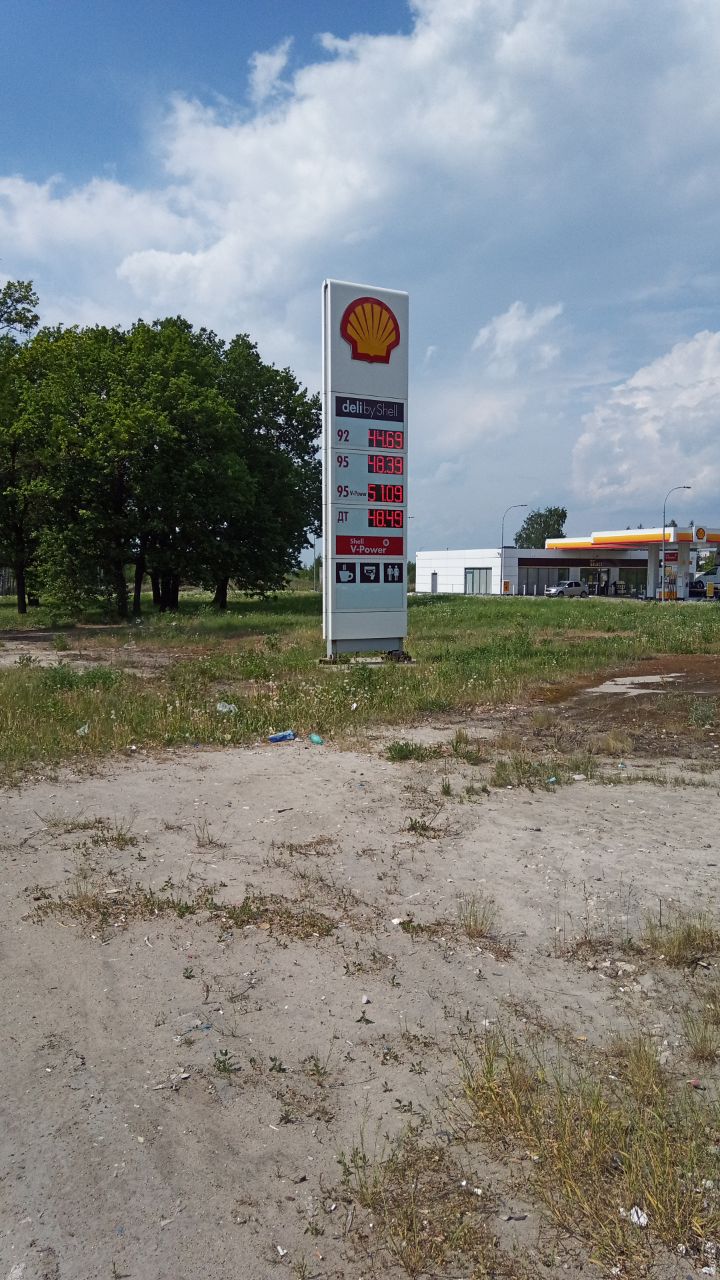 deli by Shell
92 44.69
95 48.39
95 V-Power 51.09
ДТ 48.49
Shell
V-Power